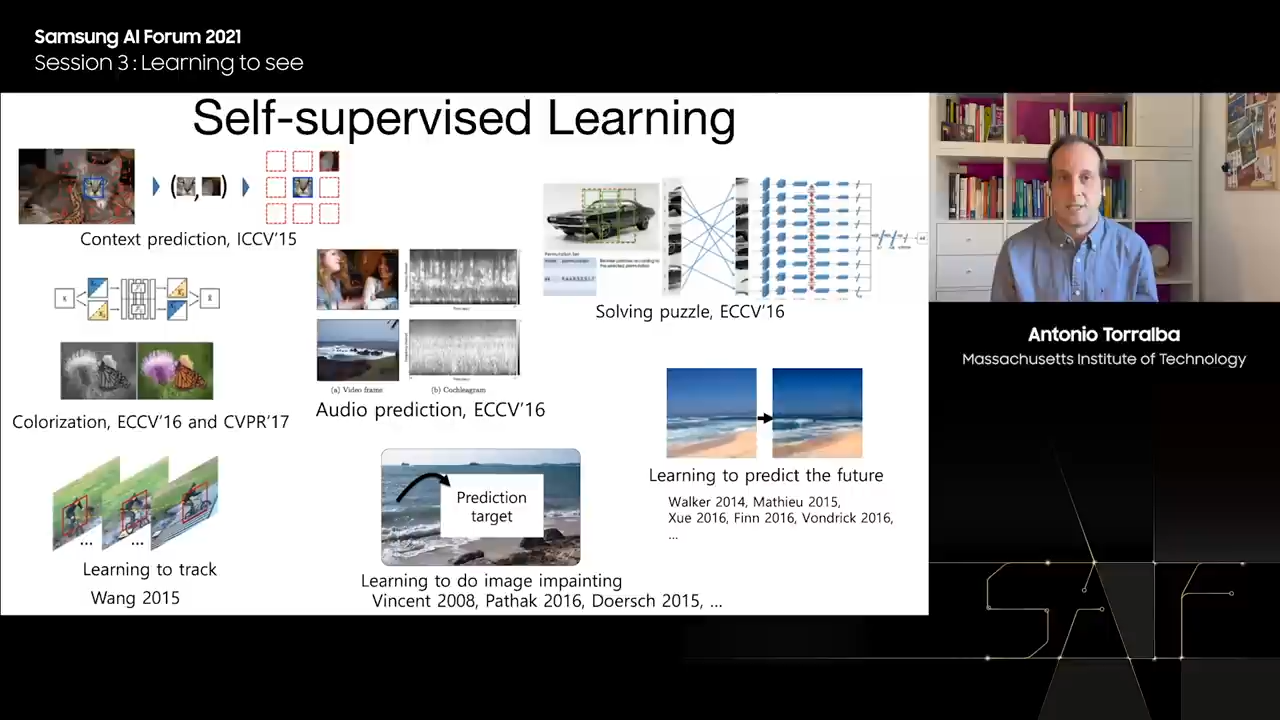 Samsung AI Forum 2021
Session 3 : Learning to see
Self-supervised Learning
Context prediction, ICCV'15
Solving puzzle, ECCV'16
(a) Video frame
(b) Cochleagram
Audio prediction, ECCV'16
Colorization, ECCV'16 and CVPR'17
Learning to predict the future
Walker 2014, Mathieu 2015,
Xue 2016, Finn 2016, Vondrick 2016,
...
Prediction
target
... ...
Learning to track
Wang 2015
Learning to do image impainting
Vincent 2008, Pathak 2016, Doersch 2015, ...
Antonio Torralba
Massachusetts Institute of Technology